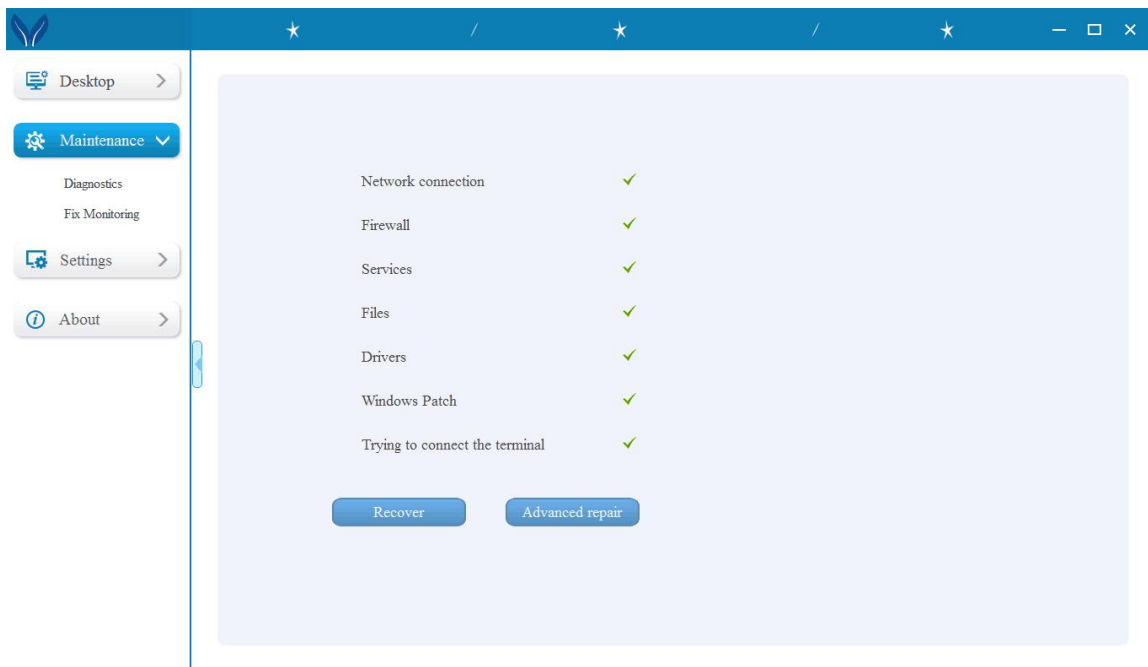 Desktop
Maintenance
Diagnostics
Fix Monitoring
Settings
About
Network connection
Firewall
Services
Files
Drivers
Windows Patch
Trying to connect the terminal
Recover
Advanced repair